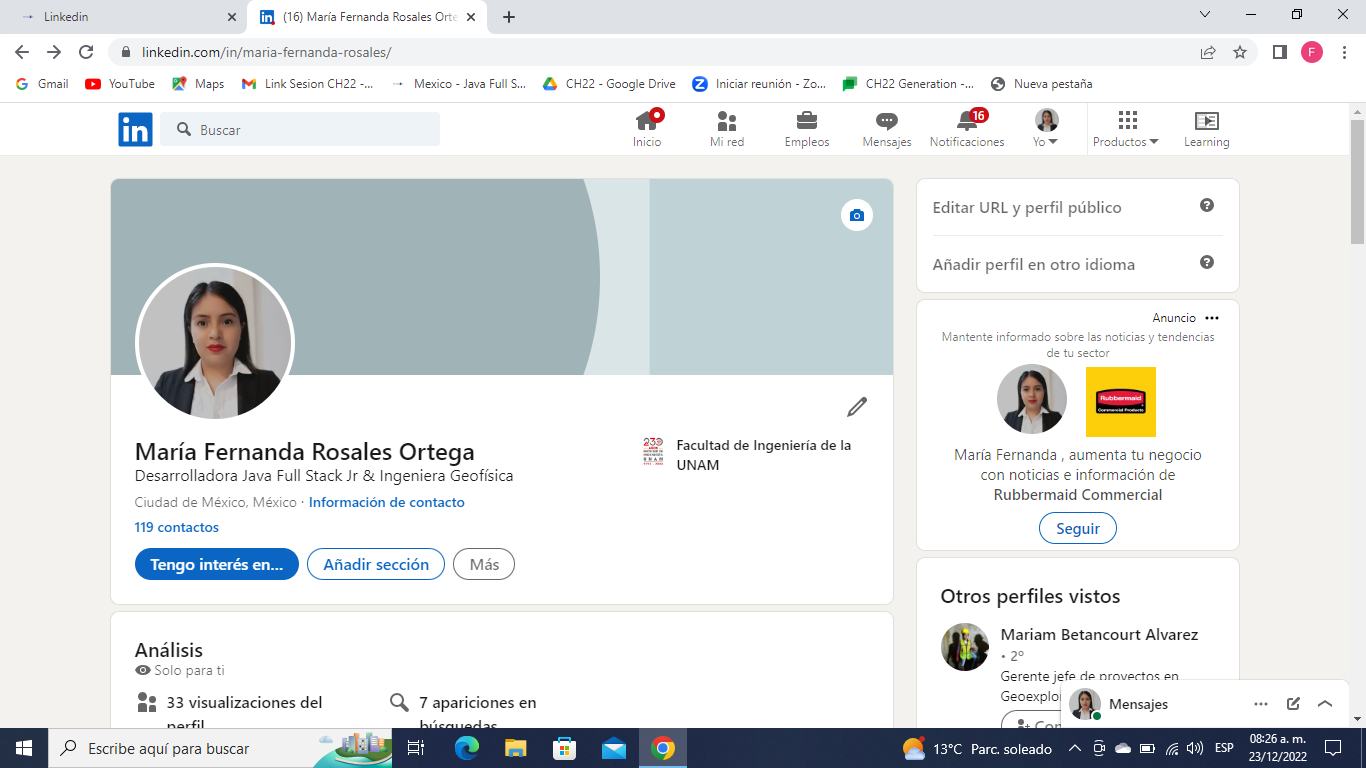 Linkedin
(16) María Fernanda Rosales Orte
linkedin.com/in/maria-fernanda-rosales/
F
Gmail
YouTube
Maps
Link Sesion CH22 -...
Mexico - Java Full S...
CH22 - Google Drive
Iniciar reunión - Zo...
CH22 Generation -...
Nueva pestaña
in
Buscar
Inicio
Mi red
Empleos
Mensajes
16
Notificaciones
Yo
Productos
Learning
María Fernanda Rosales Ortega
Desarrolladora Java Full Stack Jr & Ingeniera Geofísica
Ciudad de México, México · Información de contacto
119 contactos
Tengo interés en...
Añadir sección
Más
Facultad de Ingeniería de la
UNAM
Análisis
Solo para ti
33 visualizaciones del
perfil
7 apariciones en
búsquedas
Editar URL y perfil público
Añadir perfil en otro idioma
Anuncio
Mantente informado sobre las noticias y tendencias
de tu sector
Rubbermaid
Commercial Products
María Fernanda , aumenta tu negocio
con noticias e información de
Rubbermaid Commercial
Seguir
Otros perfiles vistos
Mariam Betancourt Alvarez
• 2º
Gerente jefe de proyectos en
Geoexplo
Mensajes
Escribe aquí para buscar
13°C Parc. soleado
ESP
08:26 a. m.
23/12/2022